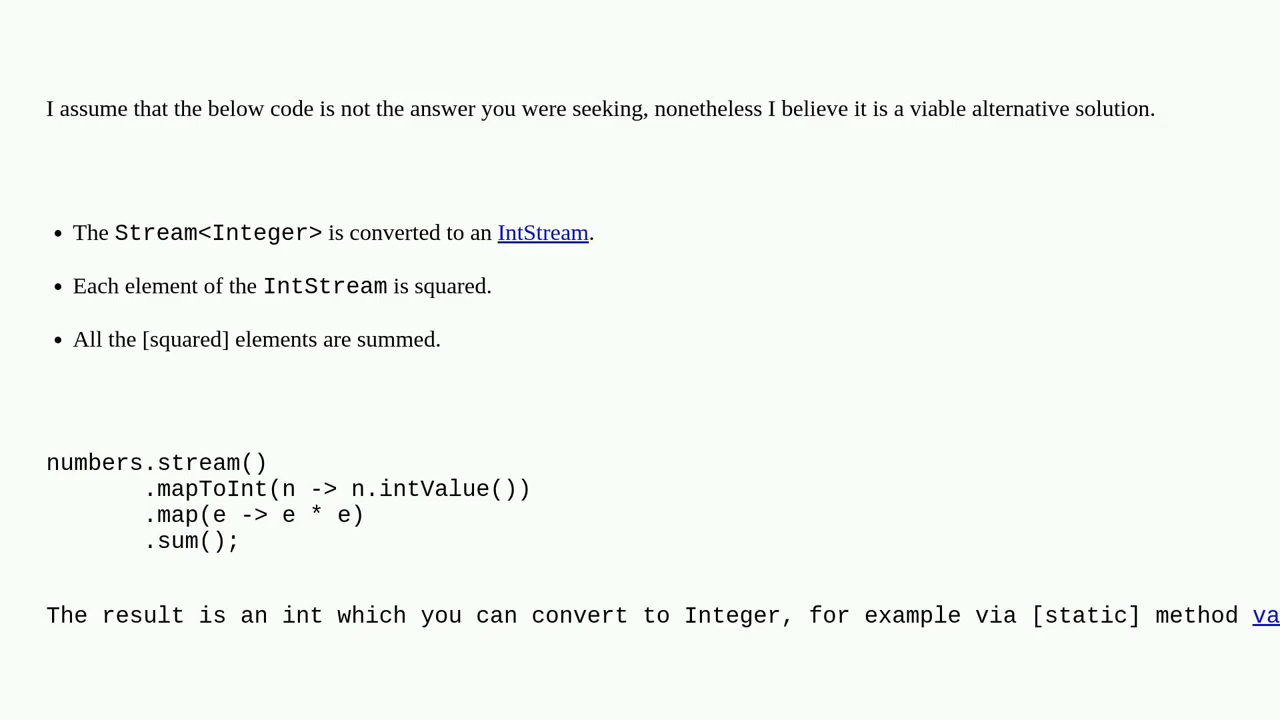 I assume that the below code is not the answer you were seeking, nonetheless I believe it is a viable alternative solution.
• The Stream<Integer> is converted to an IntStream.
• Each element of the IntStream is squared.
• All the [squared] elements are summed.
numbers.stream()
       .mapToInt(n -> n.intValue())
       .map(e -> e * e)
       .sum();
The result is an int which you can convert to Integer, for example via [static] method va